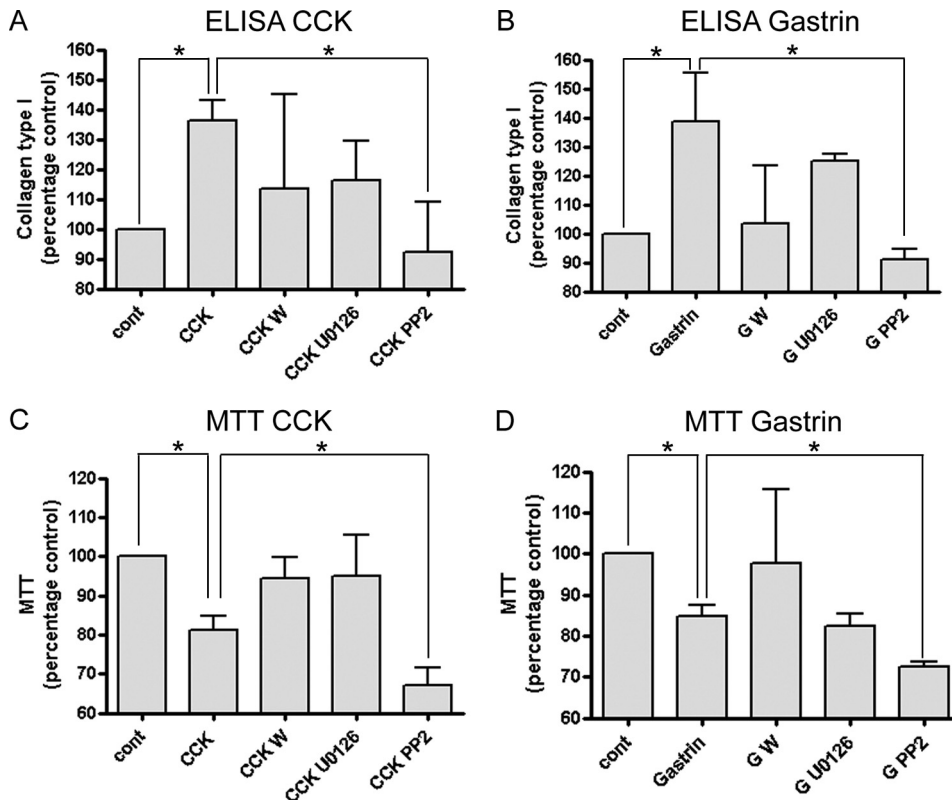 A
ELISA CCK
Collagen type I
(percentage control)
160
150
140
130
120
110
100
90
80
*
*
cont
CCK
CCK W
CCK U0126
CCK PP2
B
ELISA Gastrin
Collagen type I
(percentage control)
160
150
140
130
120
110
100
90
80
*
*
cont
Gastrin
G W
G U0126
G PP2
C
MTT CCK
MTT
(percentage control)
120
100
90
80
70
60
*
*
cont
CCK
CCK W
CCK U0126
CCK PP2
D
MTT Gastrin
MTT
(percentage control)
120
100
90
80
70
60
*
*
cont
Gastrin
G W
G U0126
G PP2